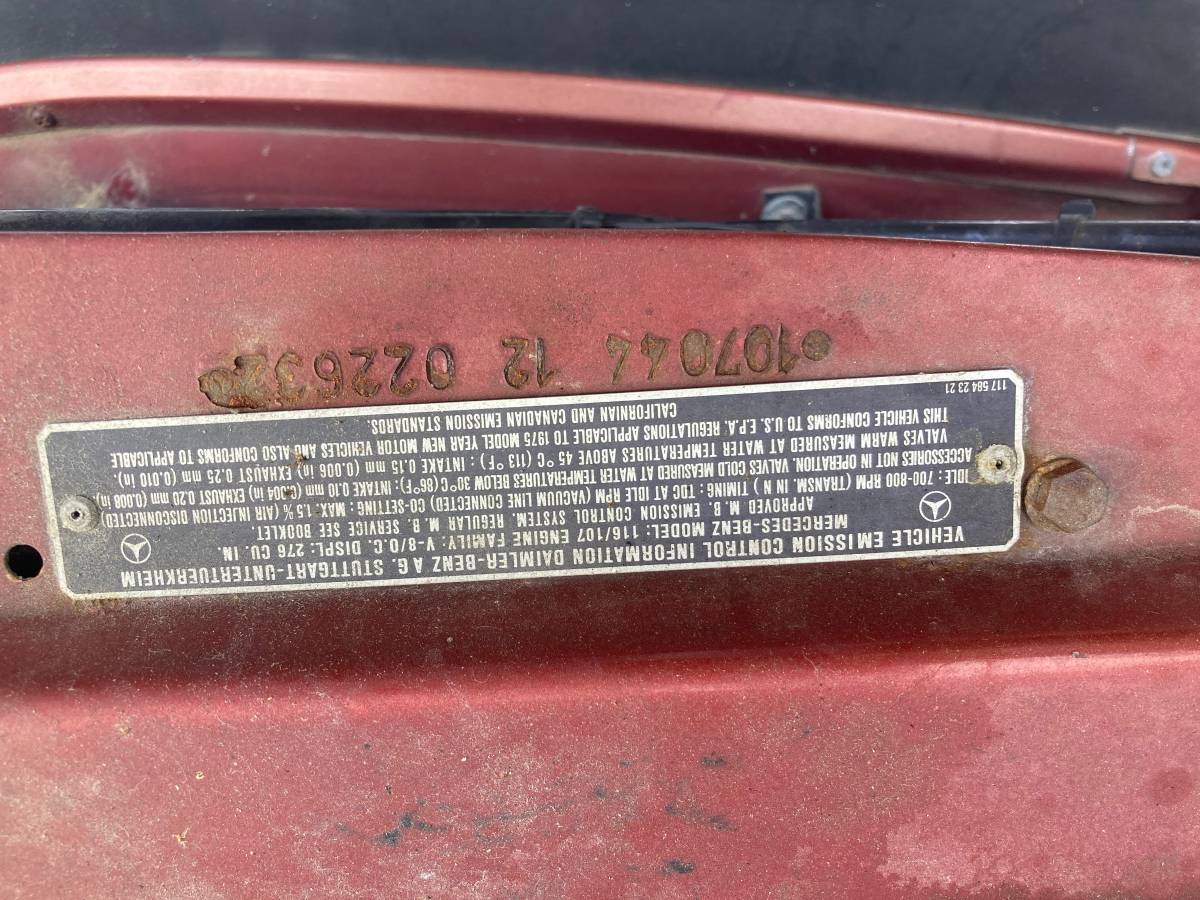 VEHICLE EMISSION CONTROL INFORMATION DAIMLER-BENZ A.G. STUTTGART-UNTERTUERKHEIM
MERCEDES-BENZ MODEL: 116/107 ENGINE FAMILY: V-8/O.C. DISPL: 276 CU. IN.
APPROVED M.B. EMISSION CONTROL SYSTEM. REGULAR M.B. SERVICE SEE BOOKLET.
IDLE: 700-800 RPM (TRANSM. IN N) TIMING: TDC AT IDLE RPM (VACUUM LINE CONNECTED) CO-SETTING: MAX: 1.5 % (AIR INJECTION DISCONNECTED
ACCESSORIES NOT IN OPERATION. VALVES COLD MEASURED AT WATER TEMPERATURES BELOW 30°C (86°F): INTAKE 0.10 mm (0.004 in) EXHAUST 0.20 mm (0.008 in)
VALVES WARM MEASURED AT WATER TEMPERATURES ABOVE 45°C (113°F): INTAKE 0.15 mm (0.006 in) EXHAUST 0.25 mm (0.010 in).
THIS VEHICLE CONFORMS TO U.S. E.P.A. REGULATIONS APPLICABLE TO 1975 MODEL YEAR NEW MOTOR VEHICLES AND ALSO CONFORMS TO APPLICABLE
CALIFORNIAN AND CANADIAN EMISSION STANDARDS.
117 584 23 21
107044 12 022632